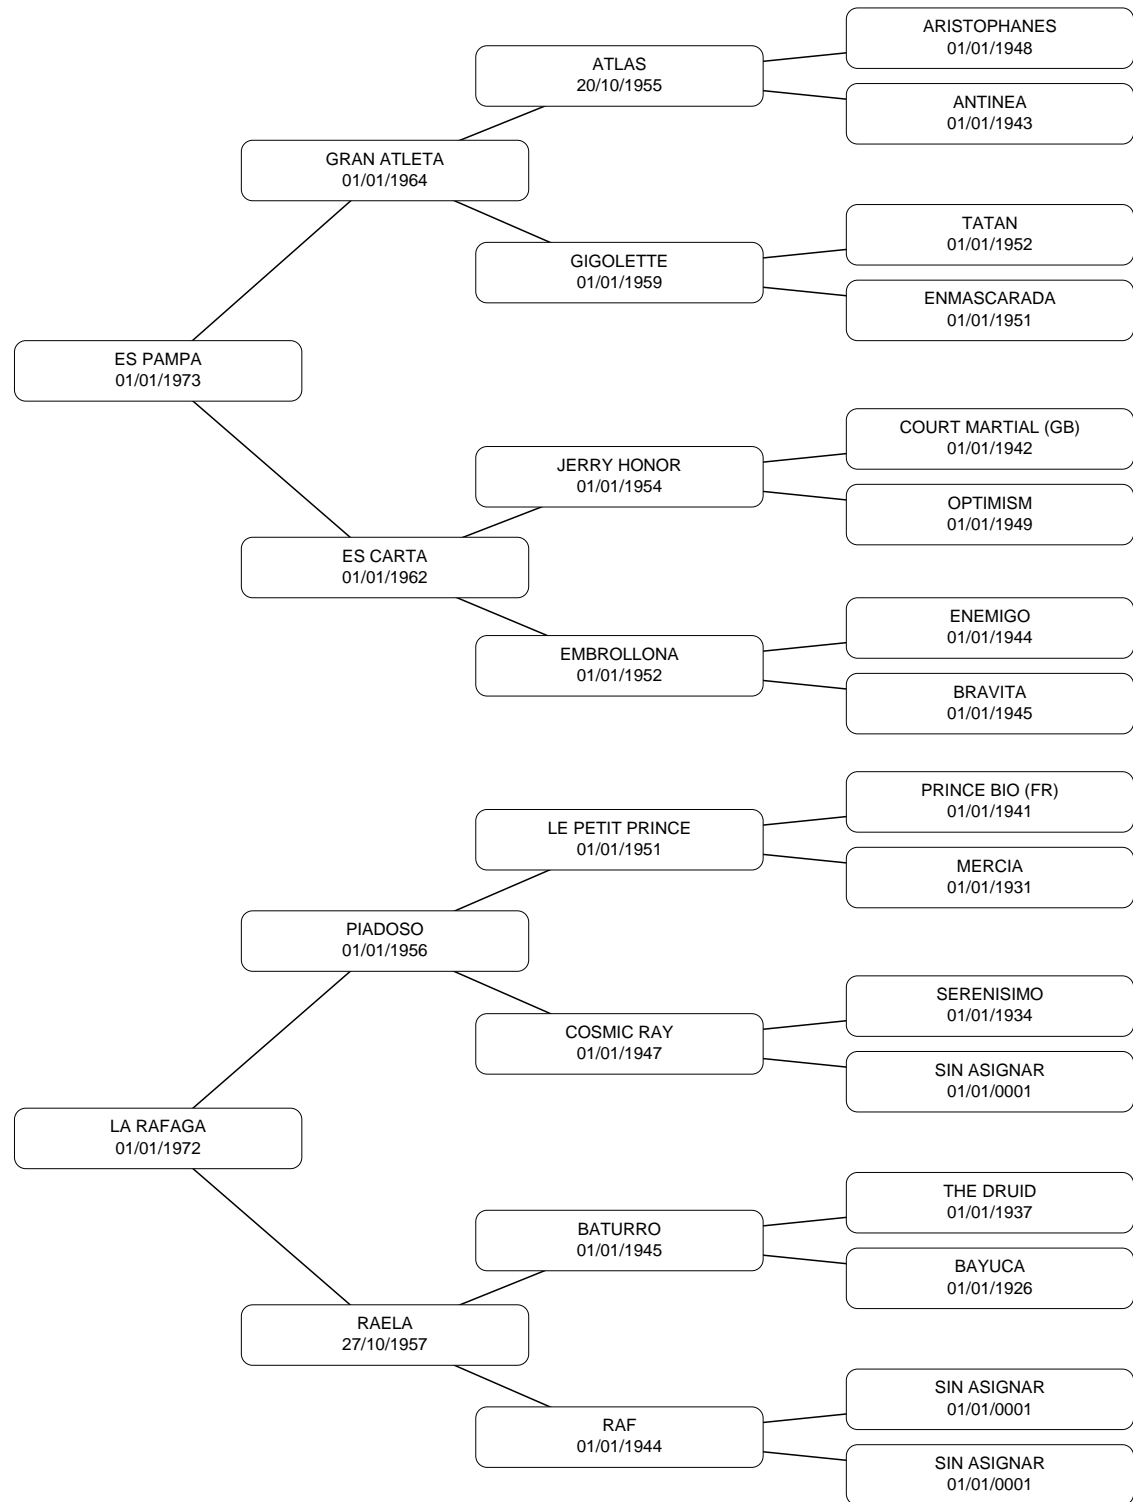 ARISTOPHANES
01/01/1948
ATLAS
20/10/1955
ANTINEA
01/01/1943
GRAN ATLETA
01/01/1964
TATAN
01/01/1952
GIGOLETTE
01/01/1959
ENMASCARADA
01/01/1951
ES PAMPA
01/01/1973
COURT MARTIAL (GB)
01/01/1942
JERRY HONOR
01/01/1954
OPTIMISM
01/01/1949
ES CARTA
01/01/1962
ENEMIGO
01/01/1944
EMBROLLONA
01/01/1952
BRAVITA
01/01/1945
PRINCE BIO (FR)
01/01/1941
LE PETIT PRINCE
01/01/1951
MERCIA
01/01/1931
PIADOSO
01/01/1956
SERENISIMO
01/01/1934
COSMIC RAY
01/01/1947
SIN ASIGNAR
01/01/0001
LA RAFAGA
01/01/1972
THE DRUID
01/01/1937
BATURRO
01/01/1945
BAYUCA
01/01/1926
RAELA
27/10/1957
SIN ASIGNAR
01/01/0001
RAF
01/01/1944
SIN ASIGNAR
01/01/0001